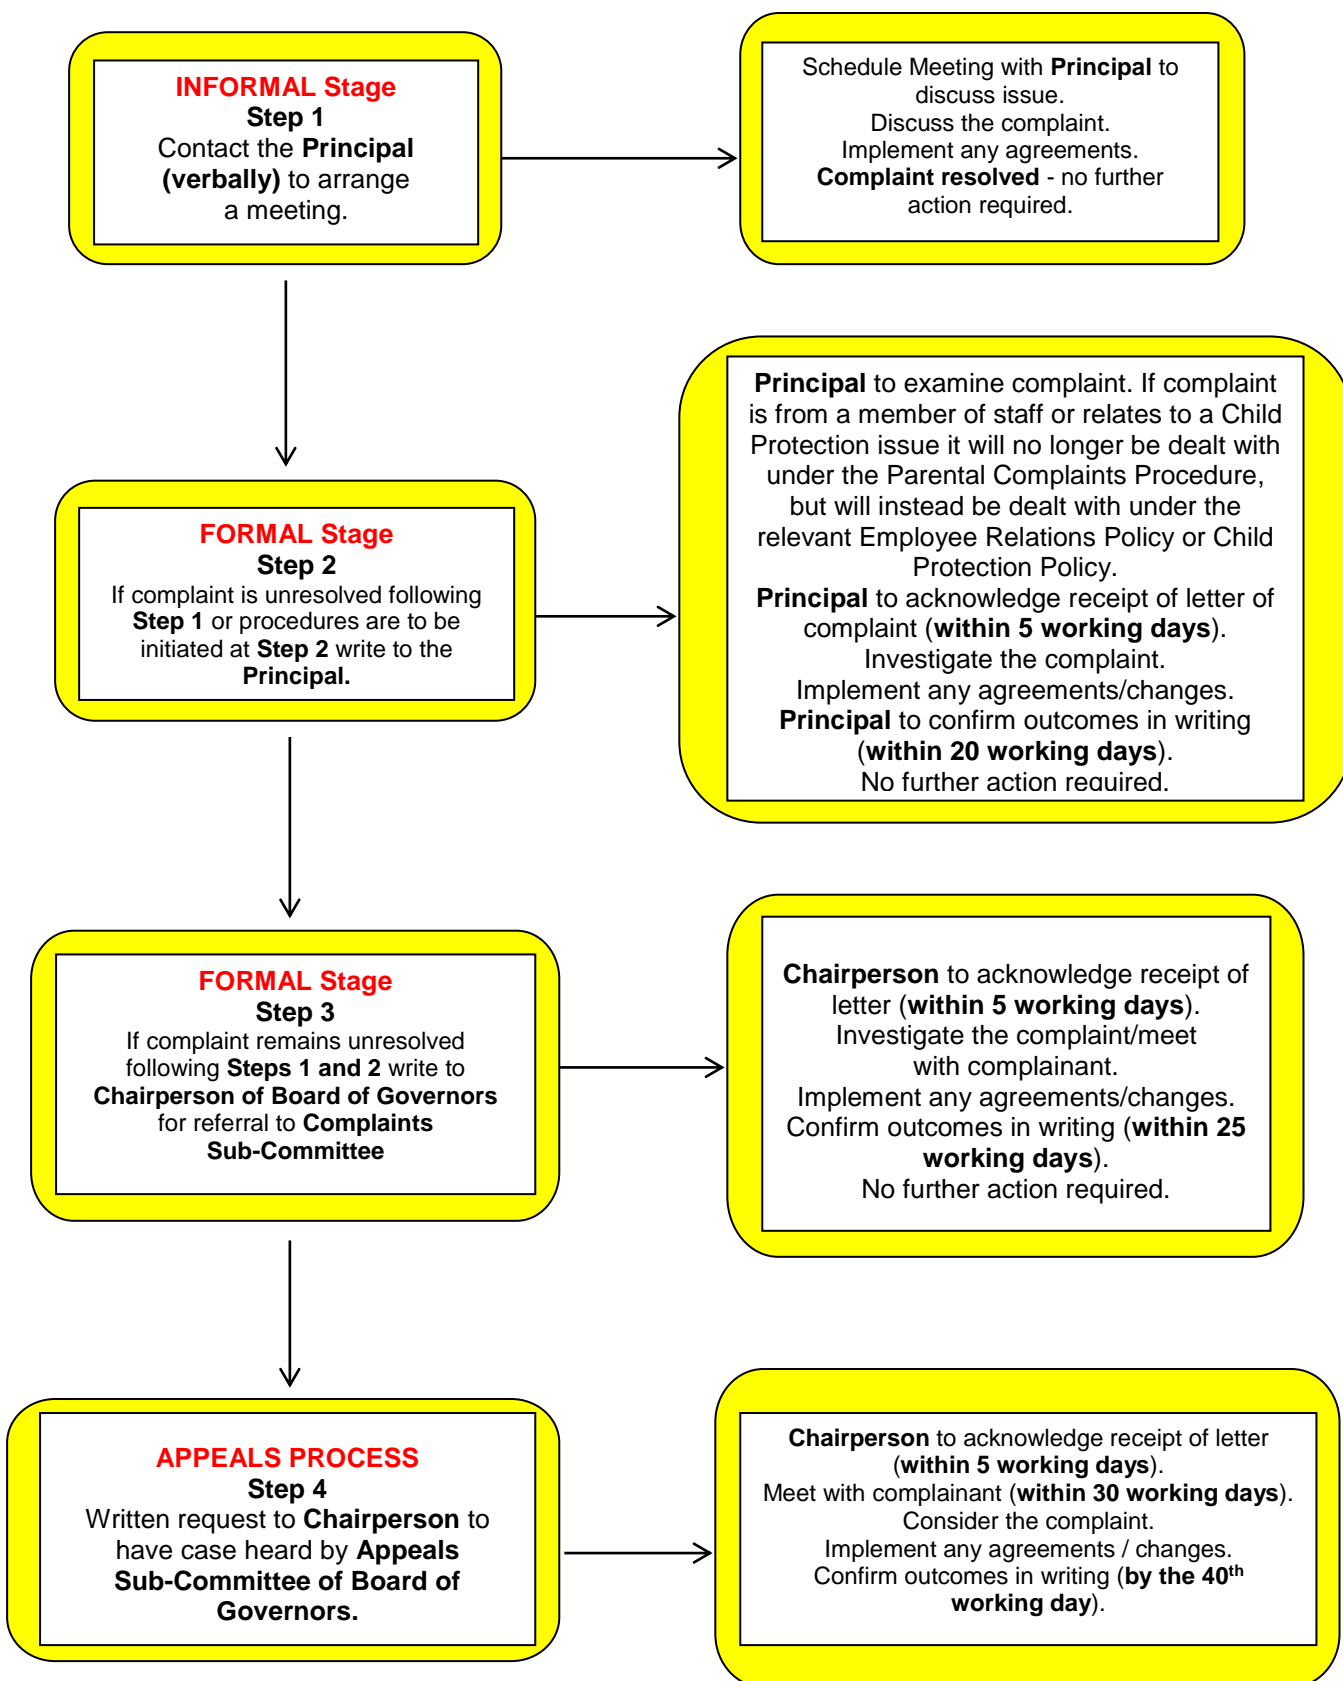 INFORMAL Stage
Step 1
Contact the Principal
(verbally) to arrange
a meeting.
Schedule Meeting with Principal to
discuss issue.
Discuss the complaint.
Implement any agreements.
Complaint resolved - no further
action required.
FORMAL Stage
Step 2
If complaint is unresolved following
Step 1 or procedures are to be
initiated at Step 2 write to the
Principal.
Principal to examine complaint. If complaint
is from a member of staff or relates to a Child
Protection issue it will no longer be dealt with
under the Parental Complaints Procedure,
but will instead be dealt with under the
relevant Employee Relations Policy or Child
Protection Policy.
Principal to acknowledge receipt of letter of
complaint (within 5 working days).
Investigate the complaint.
Implement any agreements/changes.
Principal to confirm outcomes in writing
(within 20 working days).
No further action required.
FORMAL Stage
Step 3
If complaint remains unresolved
following Steps 1 and 2 write to
Chairperson of Board of Governors
for referral to Complaints
Sub-Committee
Chairperson to acknowledge receipt of
letter (within 5 working days).
Investigate the complaint/meet
with complainant.
Implement any agreements/changes.
Confirm outcomes in writing (within 25
working days).
No further action required.
APPEALS PROCESS
Step 4
Written request to Chairperson to
have case heard by Appeals
Sub-Committee of Board of
Governors.
Chairperson to acknowledge receipt of letter
(within 5 working days).
Meet with complainant (within 30 working days).
Consider the complaint.
Implement any agreements / changes.
Confirm outcomes in writing (by the 40th
working day).